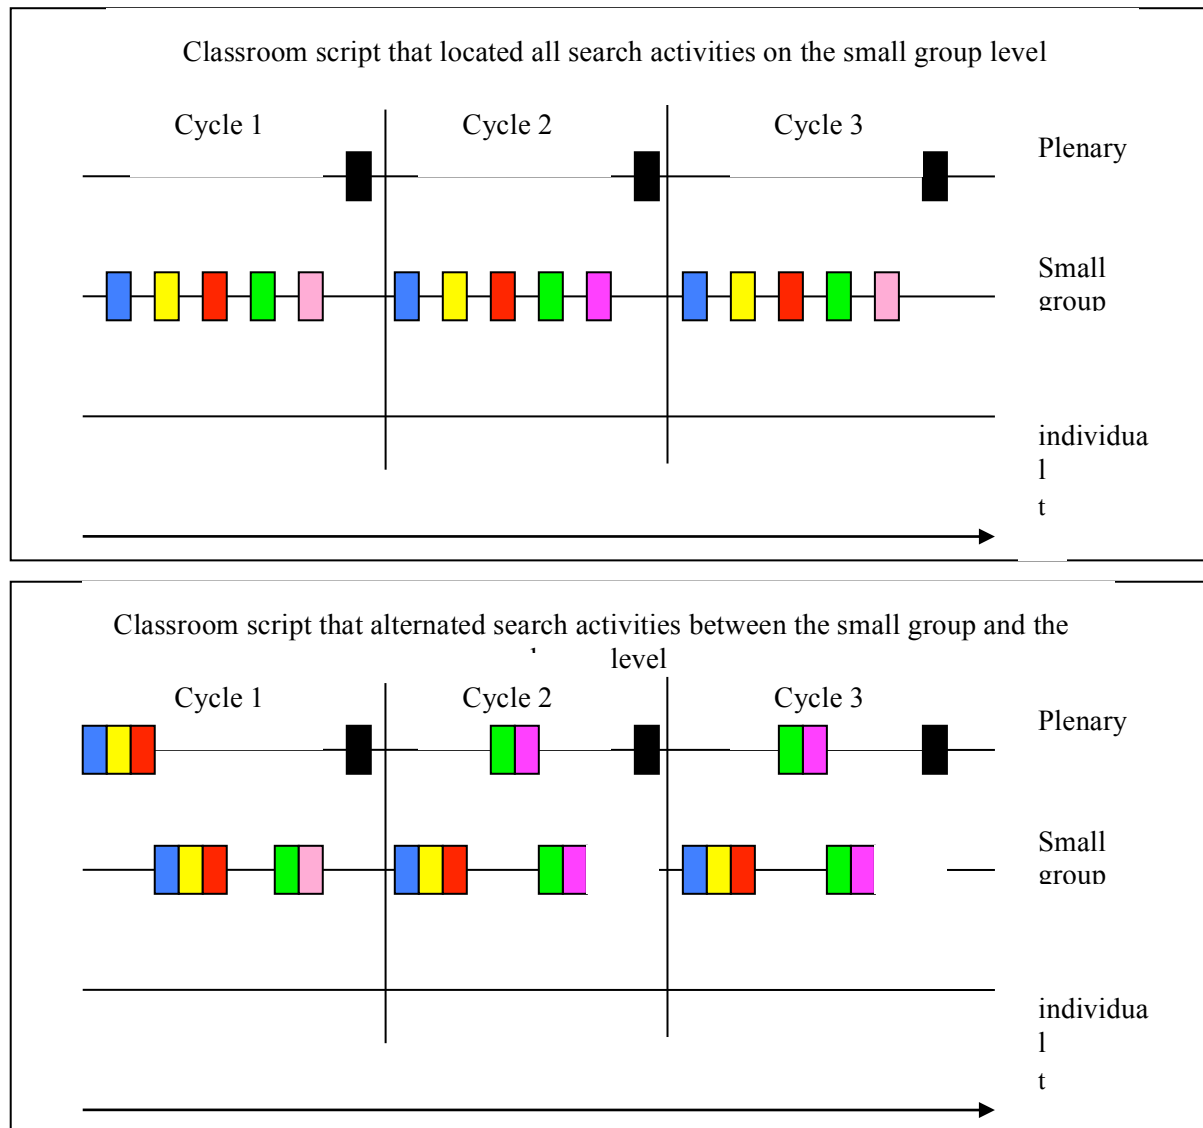 Classroom script that located all search activities on the small group level
Cycle 1
Cycle 2
Cycle 3
Plenary
Small
group
individua
l
t
Classroom script that alternated search activities between the small group and the
level
Cycle 1
Cycle 2
Cycle 3
Plenary
Small
group
individua
l
t